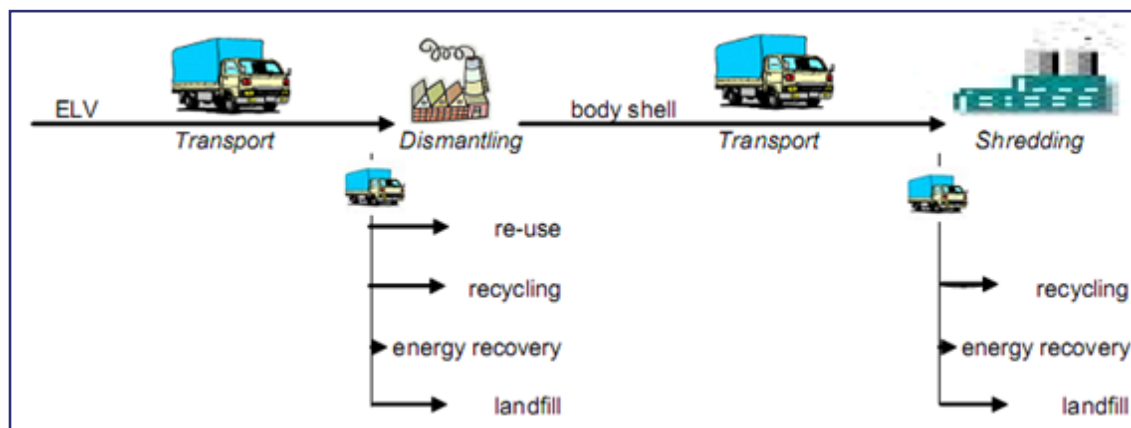 ELV
body shell
Transport
Dismantling
Transport
Shredding
re-use
recycling
recycling
energy recovery
energy recovery
landfill
landfill